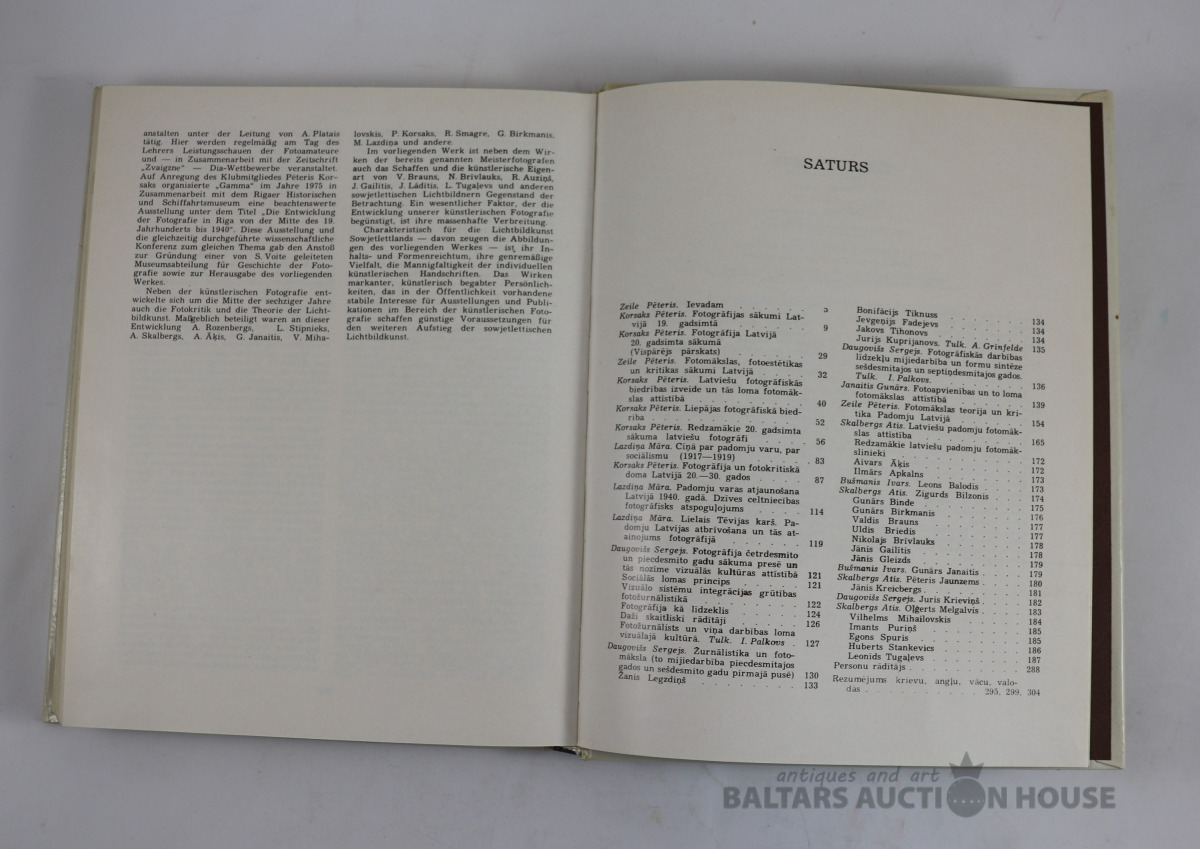 anstalten unter der Leitung von A. Platais
tätig. Hier werden regelmäßig am Tag des
Lehrers Leistungsschauen der Fotoamateure
und — in Zusammenarbeit mit der Zeitschrift
„Zvaigzne“ — Dia-Wettbewerbe veranstaltet.
Auf Anregung des Klubmitgliedes Pēteris Kor-
saks organisierte „Gamma“ im Jahre 1975 in
Zusammenarbeit mit dem Rigaer Historischen
und Schiffahrtsmuseum eine beachtenswerte
Ausstellung unter dem Titel „Die Entwicklung
der Fotografie in Riga von der Mitte des 19.
Jahrhunderts bis 1940“. Diese Ausstellung und
die gleichzeitig durchgeführte wissenschaftliche
Konferenz zum gleichen Thema gab den Anstoß
zur Gründung einer von S. Voite geleiteten
Museumsabteilung für Geschichte der Foto-
grafie sowie zur Herausgabe des vorliegenden
Werkes.
Neben der künstlerischen Fotografie ent-
wickelte sich um die Mitte der sechziger Jahre
auch die Fotokritik und die Theorie der Licht-
bildkunst. Maßgeblich beteiligt waren an dieser
Entwicklung A. Rozenbergs, L. Stipnieks,
A. Skalbergs, A. Āķis, G. Janaitis, V. Miha-
lovskis, P. Korsaks, R. Smagre, G. Birkmanis,
M. Lazdiņa und andere.
Im vorliegenden Werk ist neben dem Wir-
ken der bereits genannten Meisterfotografen
auch das Schaffen und die künstlerische Eigen-
art von V. Brauns, N. Brīvlauks, R. Auziņš,
J. Gailītis, J. Lādītis, L. Tugaļevs und anderen
sowjetlettischen Lichtbildnern Gegenstand der
Betrachtung. Ein wesentlicher Faktor, der die
Entwicklung unserer künstlerischen Fotografie
begünstigt, ist ihre massenhafte Verbreitung.
Charakteristisch für die Lichtbildkunst
Sowjetlettlands — davon zeugen die Abbildun-
gen des vorliegenden Werkes — ist ihr In-
halts- und Formenreichtum, ihre genremäßige
Vielfalt, die Mannigfaltigkeit der individuellen
künstlerischen Handschriften. Das Wirken
markanter, künstlerisch begabter Persönlich-
keiten, das in der Öffentlichkeit vorhandene
stabile Interesse für Ausstellungen und Publi-
kationen im Bereich der künstlerischen Foto-
grafie schaffen günstige Voraussetzungen für
den weiteren Aufstieg der sowjetlettischen
Lichtbildkunst.
SATURS
Zeile Pēteris. Ievadam . . . . . . . 5
Korsaks Pēteris. Fotogrāfijas sākumi Lat-
vijā 19. gadsimtā . . . . . . . 9
Korsaks Pēteris. Fotogrāfija Latvijā
20. gadsimta sākumā
(Vispārējs pārskats) . . . . . . 29
Zeile Pēteris. Fotomākslas, fotoestētikas
un kritikas sākumi Latvijā . . . . . 32
Korsaks Pēteris. Latviešu fotogrāfiskās
biedrības izveide un tās loma fotomāk-
slas attīstībā . . . . . . . . 40
Korsaks Pēteris. Liepājas fotogrāfiskā bied-
rība . . . . . . . . . . 52
Korsaks Pēteris. Redzamākie 20. gadsimta
sākuma latviešu fotogrāfi . . . . 56
Lazdiņa Māra. Cīņā par padomju varu, par
sociālismu (1917—1919) . . . . . 83
Korsaks Pēteris. Fotogrāfija un fotokritiskā
doma Latvijā 20.—30. gados . . . . 87
Lazdiņa Māra. Padomju varas atjaunošana
Latvijā 1940. gadā. Dzīves celtniecības
fotogrāfisks atspoguļojums . . . . 114
Lazdiņa Māra. Lielais Tēvijas karš. Pa-
domju Latvijas atbrīvošana un tās at-
ainojums fotogrāfijā . . . . . . 119
Daugovišs Sergejs. Fotogrāfija četrdesmito
un piecdesmito gadu sākuma presē un
tās nozīme vizuālās kultūras attīstībā 121
Sociālās lomas princips . . . . . 121
Vizuālo sistēmu integrācijas grūtības
fotožurnālistikā . . . . . . . 122
Fotogrāfija kā līdzeklis . . . . . 124
Daži skaitliski rādītāji . . . . . 126
Fotožurnālists un viņa darbības loma
vizuālajā kultūrā. Tulk. I. Palkovs . 127
Daugovišs Sergejs. Žurnālistika un foto-
māksla (to mijiedarbība piecdesmitajos
gados un sešdesmito gadu pirmajā pusē) 130
Žanis Legzdiņš . . . . . . . . 133
Bonifācijs Tiknuss . . . . . . . 134
Jevgeņijs Fadejevs . . . . . . . 134
Jakovs Tihonovs . . . . . . . 134
Jurijs Kuprijanovs. Tulk. A. Grinfelde 135
Daugovišs Sergejs. Fotogrāfiskās darbības
līdzekļu mijiedarbība un formu sintēze
sešdesmitajos un septiņdesmitajos gados.
Tulk. I. Palkovs. . . . . . . . 136
Janaitis Gunārs. Fotoapvienības un to loma
fotomākslas attīstībā . . . . . . 139
Zeile Pēteris. Fotomākslas teorija un kri-
tika Padomju Latvijā . . . . . . 154
Skalbergs Atis. Latviešu padomju fotomāk-
slas attīstība . . . . . . . . 165
Redzamākie latviešu padomju fotomāk-
slinieki . . . . . . . . . 172
Aivars Āķis . . . . . . . . 172
Ilmārs Apkalns . . . . . . . 173
Bušmanis Ivars. Leons Balodis . . . . 173
Skalbergs Atis. Zigurds Bilzonis . . . 174
Gunārs Binde . . . . . . . . 175
Gunārs Birkmanis . . . . . . . 176
Valdis Brauns . . . . . . . . 177
Uldis Briedis . . . . . . . . 177
Nikolajs Brīvlauks . . . . . . . 178
Jānis Gailītis . . . . . . . . 178
Jānis Gleizds . . . . . . . . 179
Bušmanis Ivars. Gunārs Janaitis . . . . 179
Skalbergs Atis. Pēteris Jaunzems . . . . 180
Jānis Kreicbergs . . . . . . . 181
Daugovišs Sergejs. Juris Krieviņš . . . . 182
Skalbergs Atis. Oļģerts Melgalvis . . . . 183
Vilhelms Mihailovskis . . . . . . 184
Imants Puriņš . . . . . . . . 185
Egons Spuris . . . . . . . . 185
Huberts Stankevics . . . . . . 186
Leonīds Tugaļevs . . . . . . . 187
Personu rādītājs . . . . . . . . 288
Rezumējums krievu, angļu, vācu, valo-
dās . . . . . . . . 295, 299, 304
antiques and art
BALTARS AUCTION HOUSE